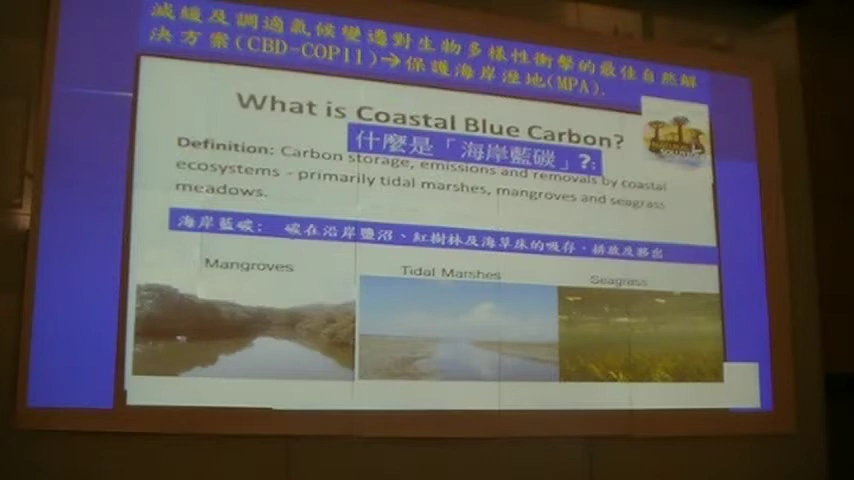 減緩及調適氣候變遷對生物多樣性衝擊的最佳自然解
決方案(CBD-COP11)→保護海岸溼地(MPA).
What is Coastal Blue Carbon?
什麼是「海岸藍碳」?:
Definition: Carbon storage, emissions and removals by coastal
ecosystems - primarily tidal marshes, mangroves and seagrass
meadows.
海岸藍碳: 碳在沿岸鹽沼、紅樹林及海草床的吸存、排放及移出
Mangroves
Tidal Marshes
Seagrass